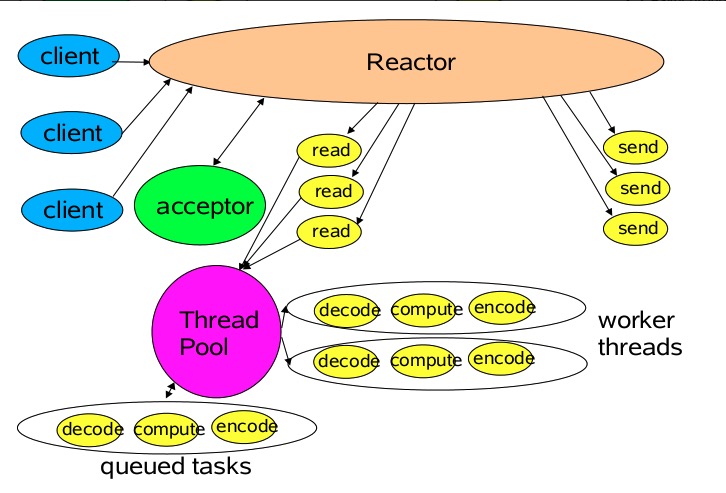 client
Reactor
client
client
acceptor
read
read
read
send
send
send
Thread
Pool
decode compute encode
decode compute encode
worker
threads
decode compute encode
queued tasks